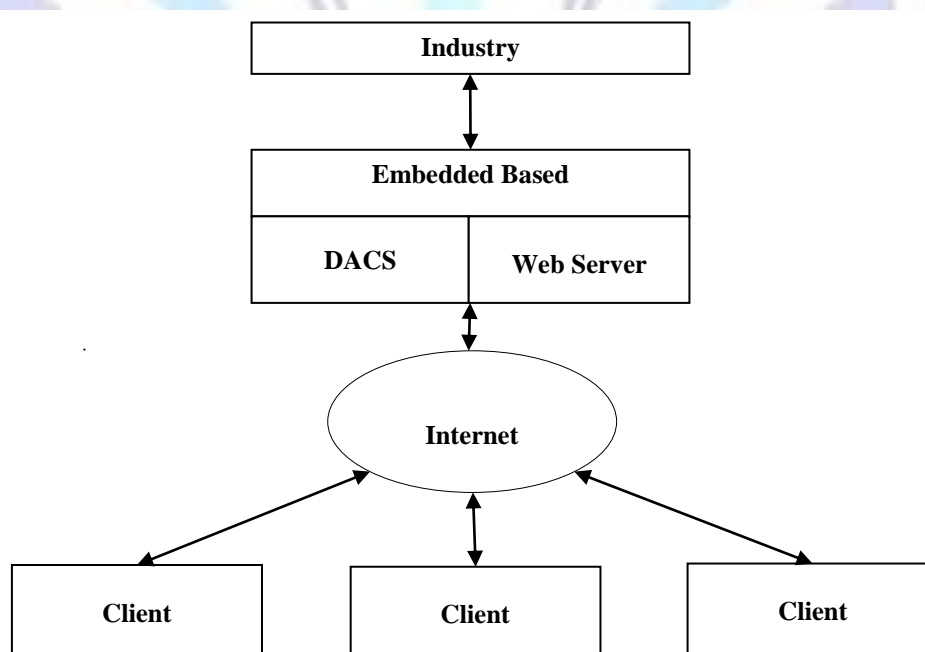 Industry
Embedded Based
DACS
Web Server
Internet
Client
Client
Client